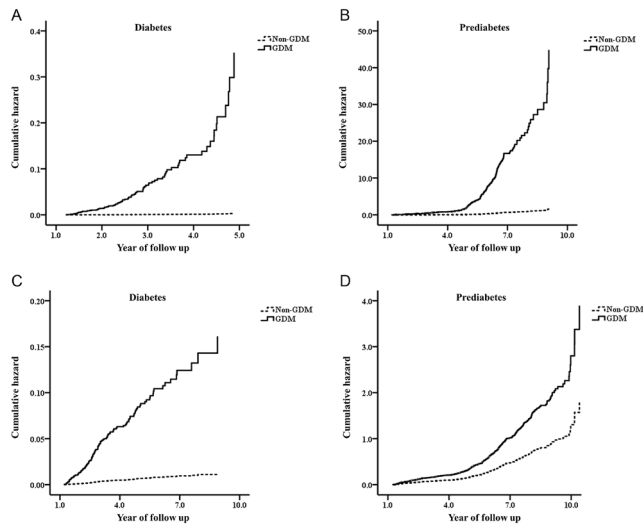 A
Diabetes
Non-GDM
GDM
Cumulative hazard
0.4
0.3
0.2
0.1
0.0
1.0 2.0 3.0 4.0 5.0
Year of follow up
B
Prediabetes
Non-GDM
GDM
Cumulative hazard
50.0
40.0
30.0
20.0
10.0
0.0
1.0 4.0 7.0 10.0
Year of follow up
C
Diabetes
Non-GDM
GDM
Cumulative hazard
0.20
0.15
0.10
0.05
0.00
1.0 4.0 7.0 10.0
Year of follow up
D
Prediabetes
Non-GDM
GDM
Cumulative hazard
4.0
3.0
2.0
1.0
0.0
1.0 4.0 7.0 10.0
Year of follow up